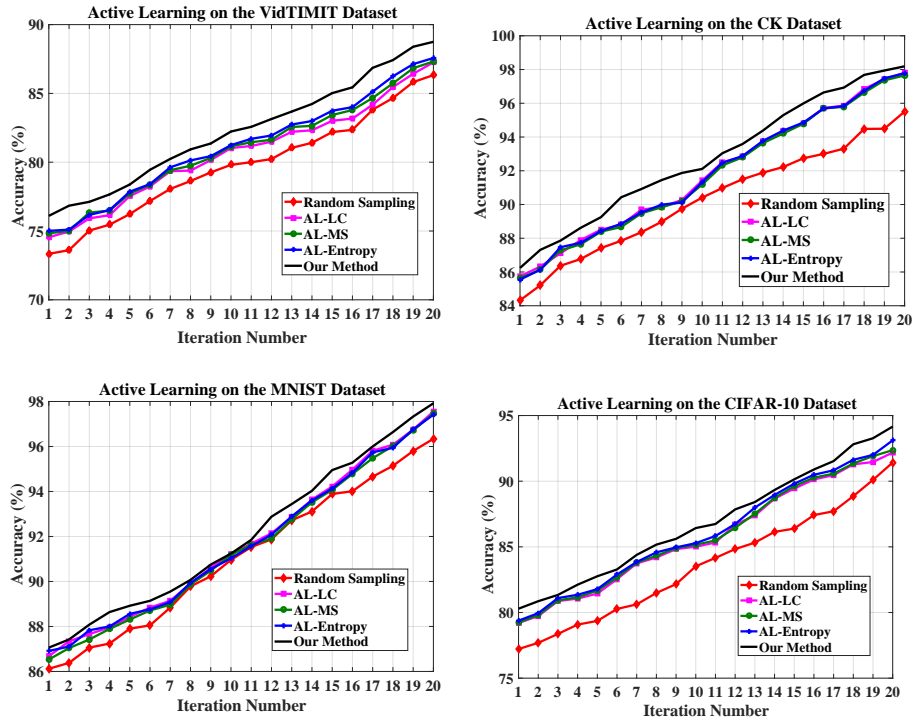 Active Learning on the VidTIMIT Dataset
90
85
80
75
70
Accuracy (%)
Random Sampling
AL-LC
AL-MS
AL-Entropy
Our Method
1 2 3 4 5 6 7 8 9 10 11 12 13 14 15 16 17 18 19 20
Iteration Number
Active Learning on the CK Dataset
100
98
96
94
92
90
88
86
84
Accuracy (%)
Random Sampling
AL-LC
AL-MS
AL-Entropy
Our Method
1 2 3 4 5 6 7 8 9 10 11 12 13 14 15 16 17 18 19 20
Iteration Number
Active Learning on the MNIST Dataset
98
96
94
92
90
88
86
Accuracy (%)
Random Sampling
AL-LC
AL-MS
AL-Entropy
Our Method
1 2 3 4 5 6 7 8 9 10 11 12 13 14 15 16 17 18 19 20
Iteration Number
Active Learning on the CIFAR-10 Dataset
95
90
85
80
75
Accuracy (%)
Random Sampling
AL-LC
AL-MS
AL-Entropy
Our Method
1 2 3 4 5 6 7 8 9 10 11 12 13 14 15 16 17 18 19 20
Iteration Number